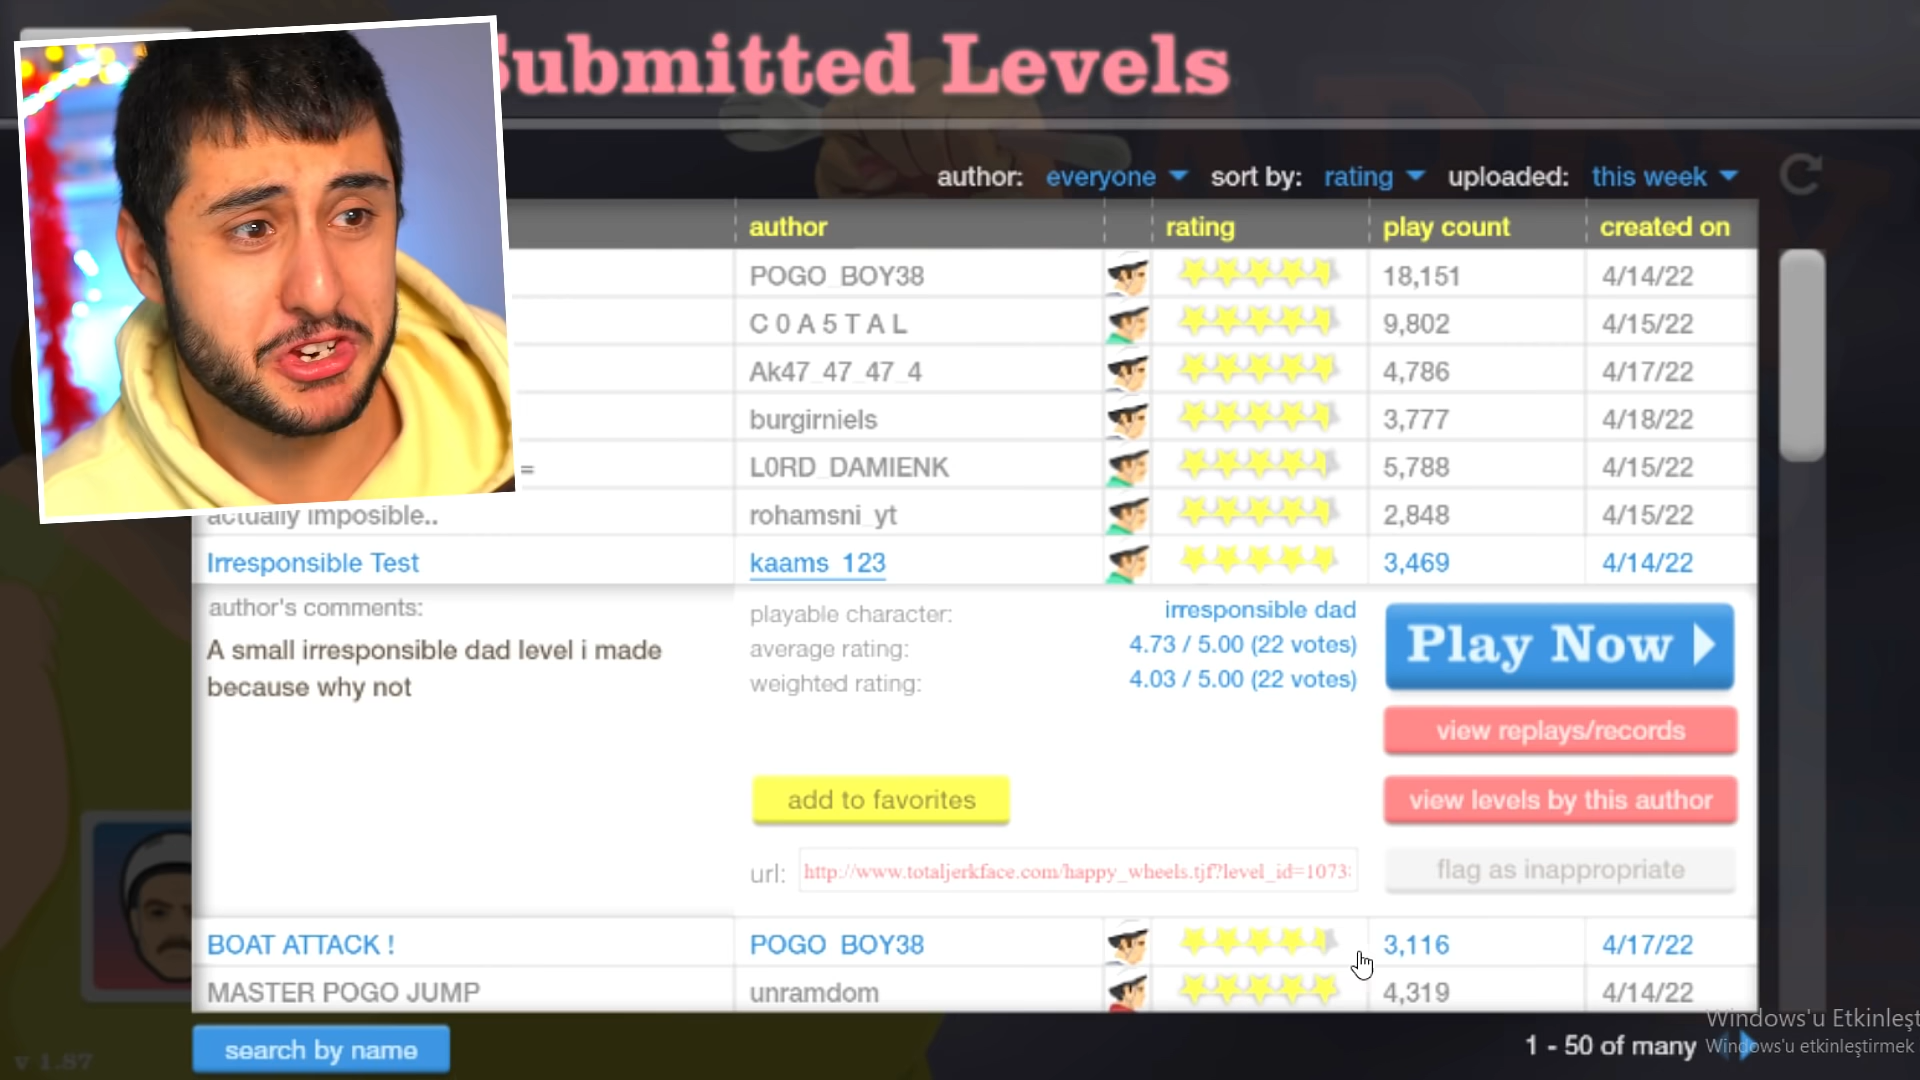 Submitted Levels
author: everyone sort by: rating uploaded: this week
author rating play count created on
POGO_BOY38 18,151 4/14/22
C 0 A 5 T A L 9,802 4/15/22
Ak47_47_47_4 4,786 4/17/22
burgirniels 3,777 4/18/22
= L0RD_DAMIENK 5,788 4/15/22
actually imposible.. rohamsni_yt 2,848 4/15/22
Irresponsible Test kaams_123 3,469 4/14/22
author's comments:
A small irresponsible dad level i made
because why not
playable character: irresponsible dad
average rating: 4.73 / 5.00 (22 votes)
weighted rating: 4.03 / 5.00 (22 votes)
Play Now
view replays/records
add to favorites
view levels by this author
url: http://www.totaljerkface.com/happy_wheels.tjf?level_id=1073
flag as inappropriate
BOAT ATTACK ! POGO_BOY38 3,116 4/17/22
MASTER POGO JUMP unramdom 4,319 4/14/22
search by name
1 - 50 of many
v 1.87
Windows'u Etkinleşt
Windows'u etkinleştirmek